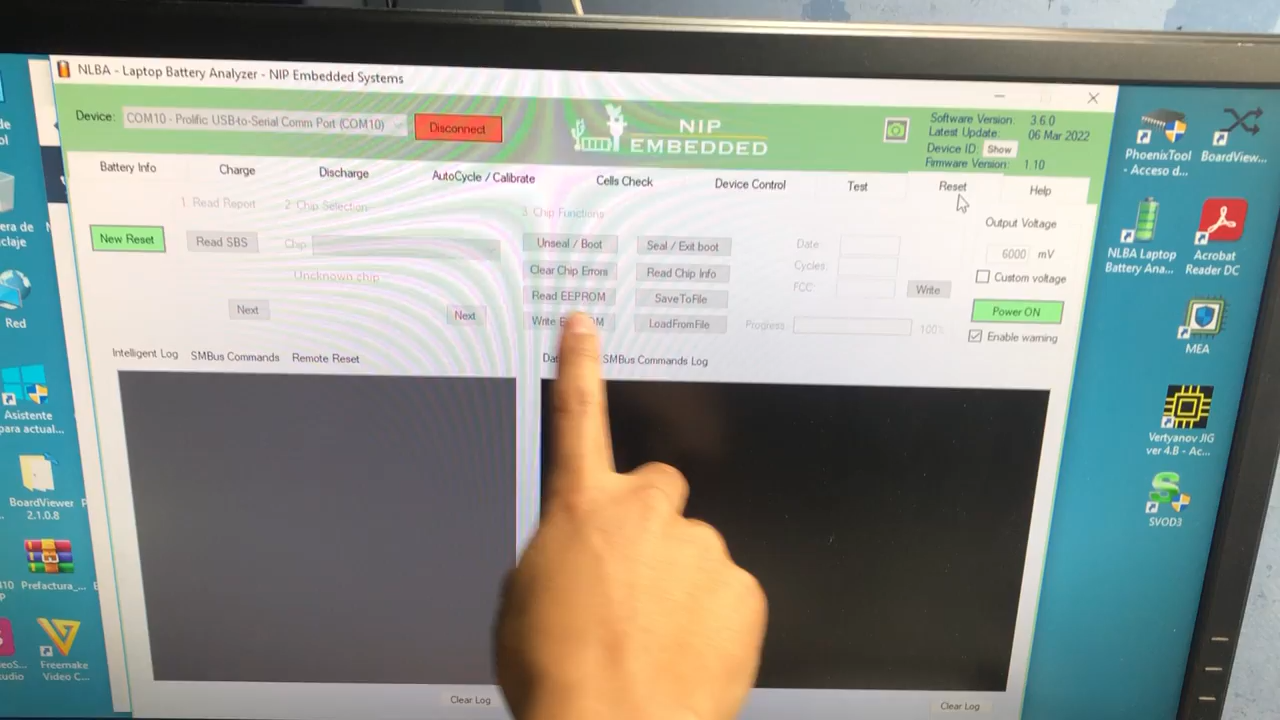 NLBA - Laptop Battery Analyzer - NIP Embedded Systems
Device: COM10 - Prolific USB-to-Serial Comm Port (COM10) Disconnect
NIP
EMBEDDED
Software Version: 3.6.0
Latest Update: 06 Mar 2022
Device ID: Show
Firmware Version: 1.10
Battery Info Charge Discharge AutoCycle / Calibrate Cells Check Device Control Test Reset Help
1. Read Report 2. Chip Selection 3. Chip Functions
New Reset Read SBS Chip:
Unknown chip
Next Next
Unseal / Boot Seal / Exit boot
Clear Chip Errors Read Chip Info
Read EEPROM SaveToFile
Write LoadFromFile
Date:
Cycles:
FCC: Write
Progress: 100%
Output Voltage
6000 mV
Custom voltage
Power ON
Enable warning
Intelligent Log SMBus Commands Remote Reset
SMBus Commands Log
Clear Log Clear Log
PhoenixTool
- Acceso d...
BoardView...
NLBA Laptop
Battery Ana...
Acrobat
Reader DC
MEA
Vertyanov JIG
ver 4.B - Ac...
SVOD3
Red
Asistente
para actual...
BoardViewer
2.1.0.8
Prefactura_...
Freemake
Video C...